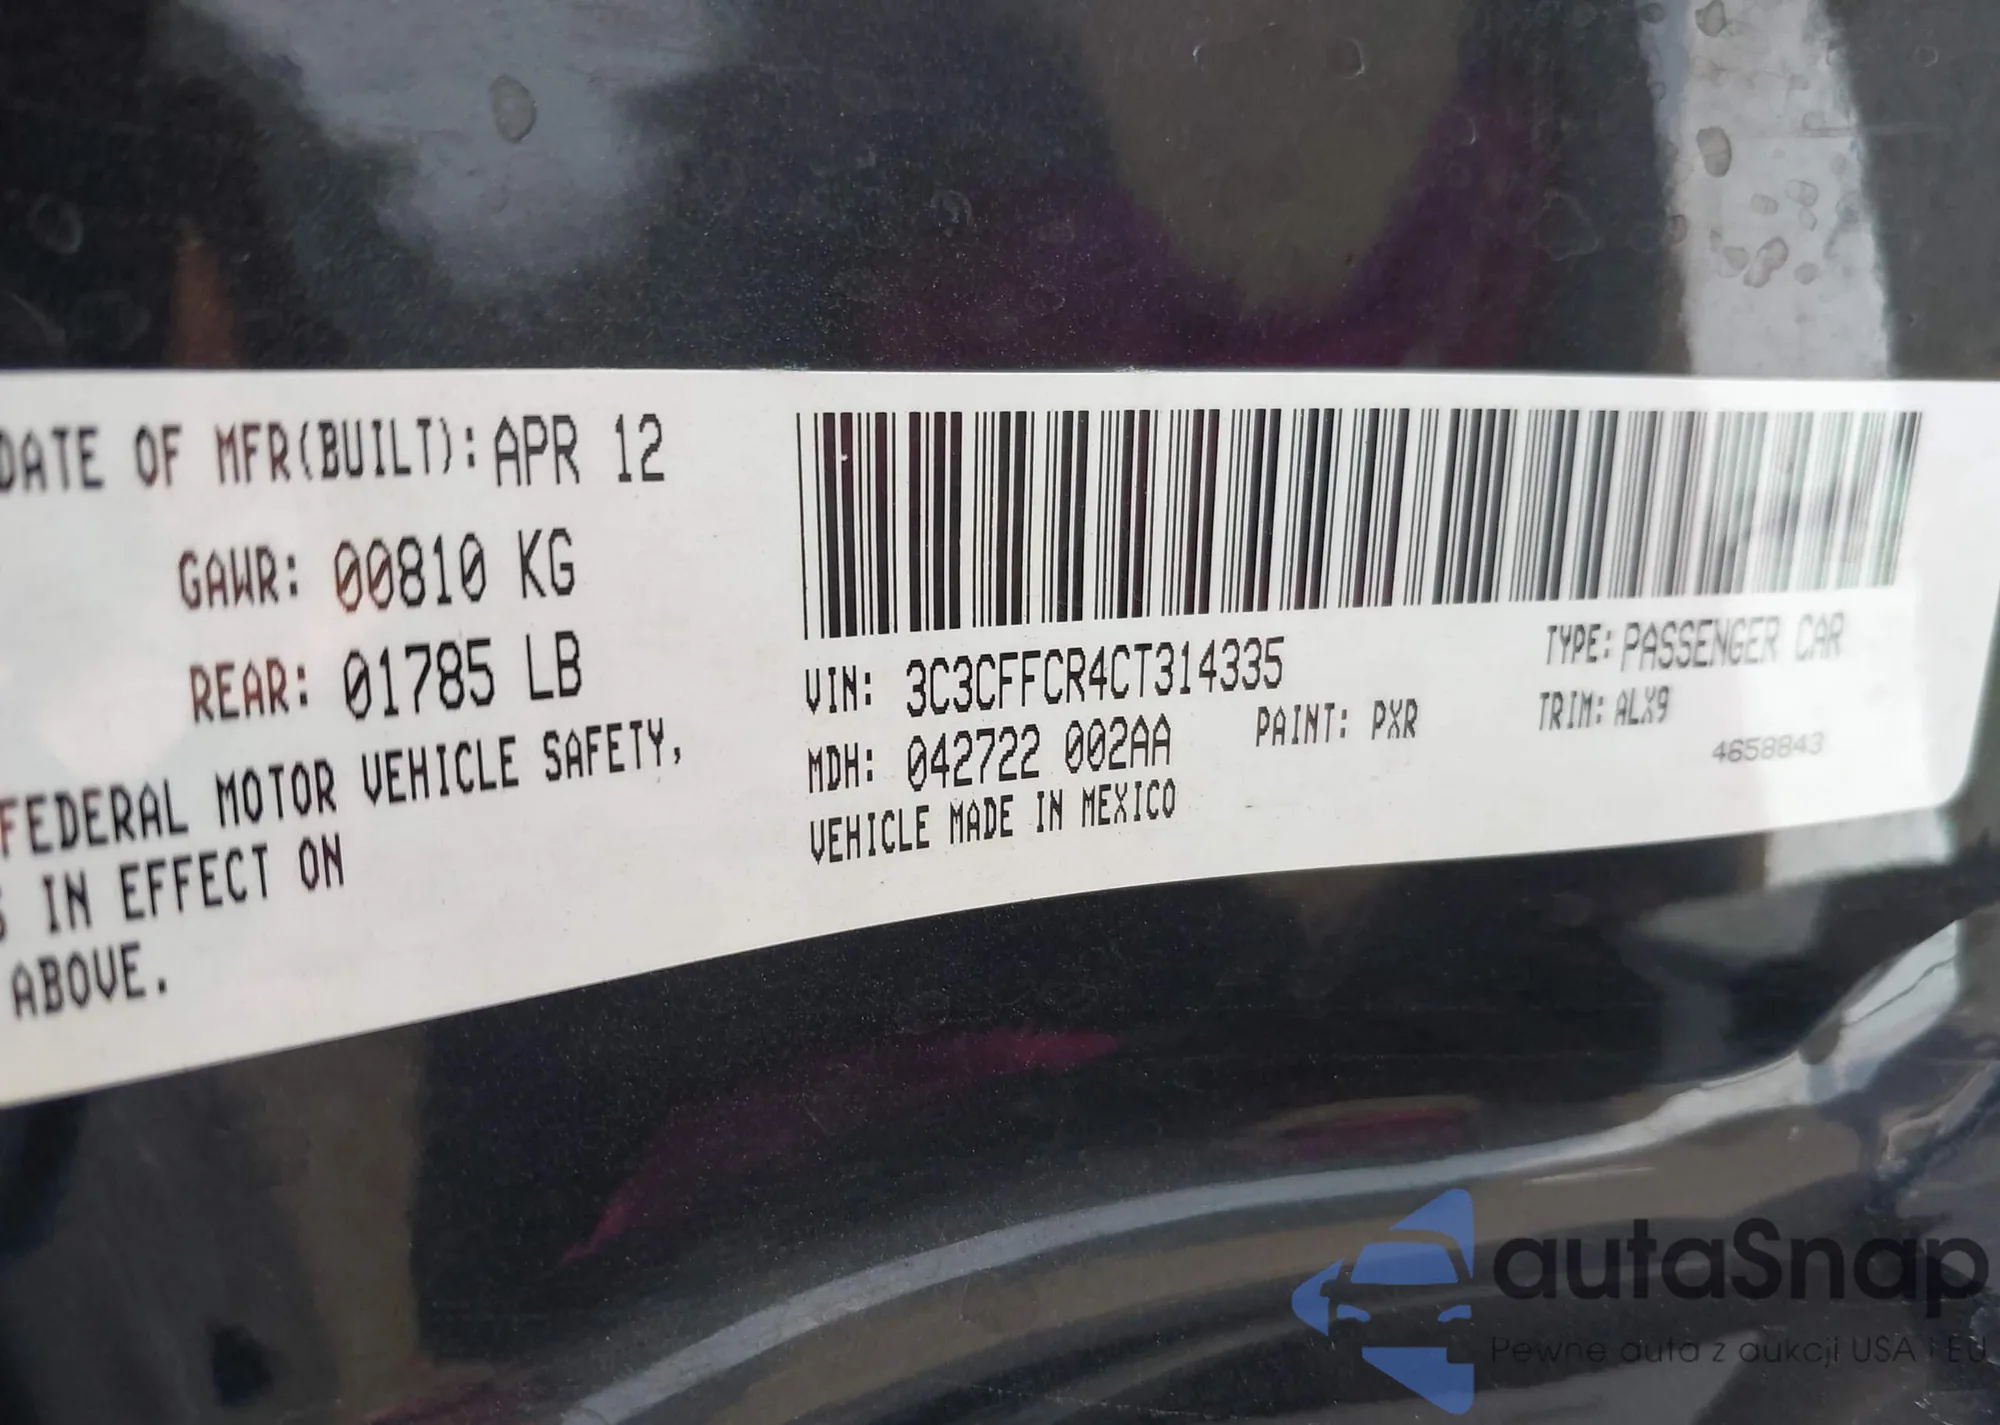 DATE OF MFR(BUILT): APR 12
GAWR: 00810 KG
REAR: 01785 LB
FEDERAL MOTOR VEHICLE SAFETY,
S IN EFFECT ON
ABOVE.
VIN: 3C3CFFCR4CT314335
TYPE: PASSENGER CAR
MDH: 042722 002AA
PAINT: PXR
TRIM: ALX9
VEHICLE MADE IN MEXICO
4658843
autaSnap
Pewne auta z aukcji USA i EU